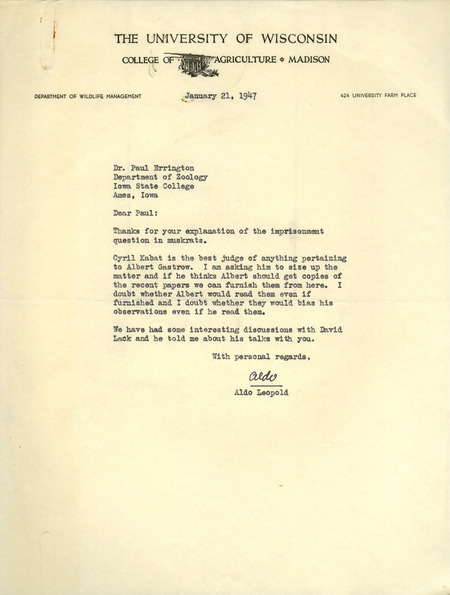 THE UNIVERSITY OF WISCONSIN
COLLEGE OF AGRICULTURE • MADISON
DEPARTMENT OF WILDLIFE MANAGEMENT
January 21, 1947
424 UNIVERSITY FARM PLACE
Dr. Paul Errington
Department of Zoology
Iowa State College
Ames, Iowa
Dear Paul:
Thanks for your explanation of the imprisonment
question in muskrats.
Cyril Kabat is the best judge of anything pertaining
to Albert Gastrow. I am asking him to size up the
matter and if he thinks Albert should get copies of
the recent papers we can furnish them from here. I
doubt whether Albert would read them even if
furnished and I doubt whether they would bias his
observations even if he read them.
We have had some interesting discussions with David
Lack and he told me about his talks with you.
With personal regards,
Aldo
Aldo Leopold